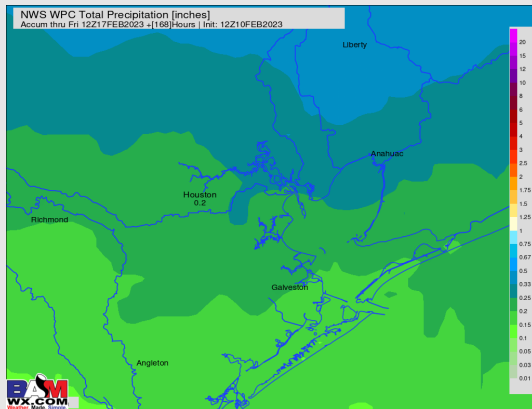 NWS WPC Total Precipitation [inches]
Accum thru Fri 12Z17FEB2023 +[168]Hours | Init: 12Z10FEB2023
Liberty
Anahuac
Houston
0.2
Richmond
Galveston
Angleton
20
15
12
10
8
6
5
4
3
2.5
2
1.75
1.5
1.25
1
0.75
0.67
0.5
0.33
0.25
0.2
0.15
0.1
0.05
0.03
0.01
BAM
WX.COM
Weather Made Simple